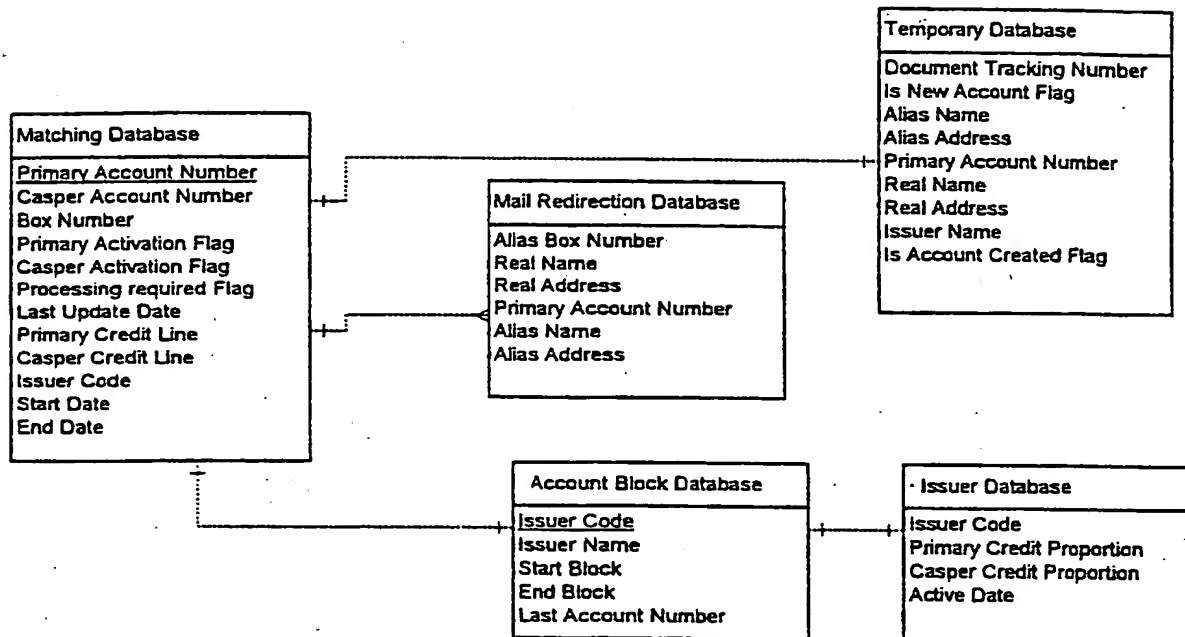 Temporary Database
Document Tracking Number
Is New Account Flag
Alias Name
Alias Address
Primary Account Number
Real Name
Real Address
Issuer Name
Is Account Created Flag
Matching Database
Primary Account Number
Casper Account Number
Box Number
Primary Activation Flag
Casper Activation Flag
Processing required Flag
Last Update Date
Primary Credit Line
Casper Credit Line
Issuer Code
Start Date
End Date
Mail Redirection Database
Alias Box Number
Real Name
Real Address
Primary Account Number
Alias Name
Alias Address
Account Block Database
Issuer Code
Issuer Name
Start Block
End Block
Last Account Number
Issuer Database
Issuer Code
Primary Credit Proportion
Casper Credit Proportion
Active Date